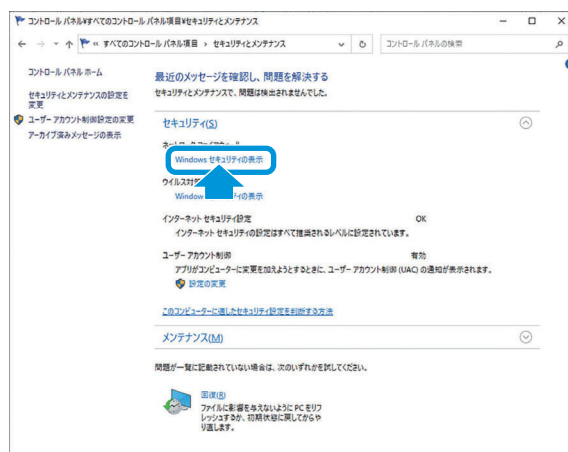 コントロール パネル¥すべてのコントロール パネル項目¥セキュリティとメンテナンス
« すべてのコントロール パネル項目 › セキュリティとメンテナンス
コントロール パネルの検索
コントロール パネル ホーム
セキュリティとメンテナンスの設定を
変更
ユーザー アカウント制御設定の変更
アーカイブ済みメッセージの表示
最近のメッセージを確認し、問題を解決する
セキュリティとメンテナンスで、問題は検出されませんでした。
セキュリティ(S)
Windows セキュリティの表示
ウイルス対
Window の表示
インターネット セキュリティ設定 OK
インターネット セキュリティの設定はすべて推奨されるレベルに設定されています。
ユーザー アカウント制御 有効
アプリがコンピューターに変更を加えようとするときに、ユーザー アカウント制御 (UAC) の通知が表示されます。
設定の変更
このコンピューターに適したセキュリティ設定を判断する方法
メンテナンス(M)
問題が一覧に記載されていない場合は、次のいずれかを試してください。
回復(R)
ファイルに影響を与えないように PC をリフ
レッシュするか、初期状態に戻してからや
り直します。